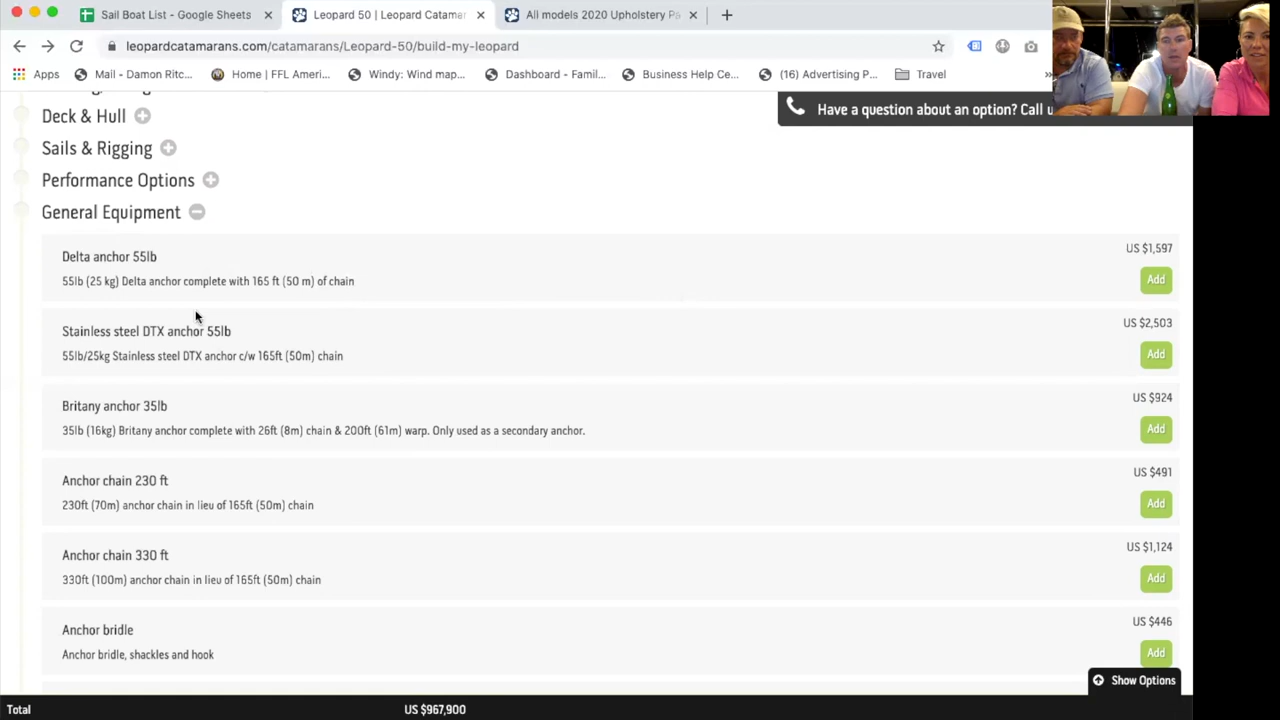 Sail Boat List - Google Sheets
Leopard 50 | Leopard Catamar
All models 2020 Upholstery Pa
leopardcatamarans.com/catamarans/Leopard-50/build-my-leopard
Apps
Mail - Damon Ritc...
Home | FFL Ameri...
Windy: Wind map...
Dashboard - Famil...
Business Help Ce...
(16) Advertising P...
Travel
Have a question about an option? Call
Deck & Hull
Sails & Rigging
Performance Options
General Equipment
Delta anchor 55lb
US $1,597
55lb (25 kg) Delta anchor complete with 165 ft (50 m) of chain
Add
Stainless steel DTX anchor 55lb
US $2,503
55lb/25kg Stainless steel DTX anchor c/w 165ft (50m) chain
Add
Britany anchor 35lb
US $924
35lb (16kg) Britany anchor complete with 26ft (8m) chain & 200ft (61m) warp. Only used as a secondary anchor.
Add
Anchor chain 230 ft
US $491
230ft (70m) anchor chain in lieu of 165ft (50m) chain
Add
Anchor chain 330 ft
US $1,124
330ft (100m) anchor chain in lieu of 165ft (50m) chain
Add
Anchor bridle
US $446
Anchor bridle, shackles and hook
Add
Show Options
Total
US $967,900